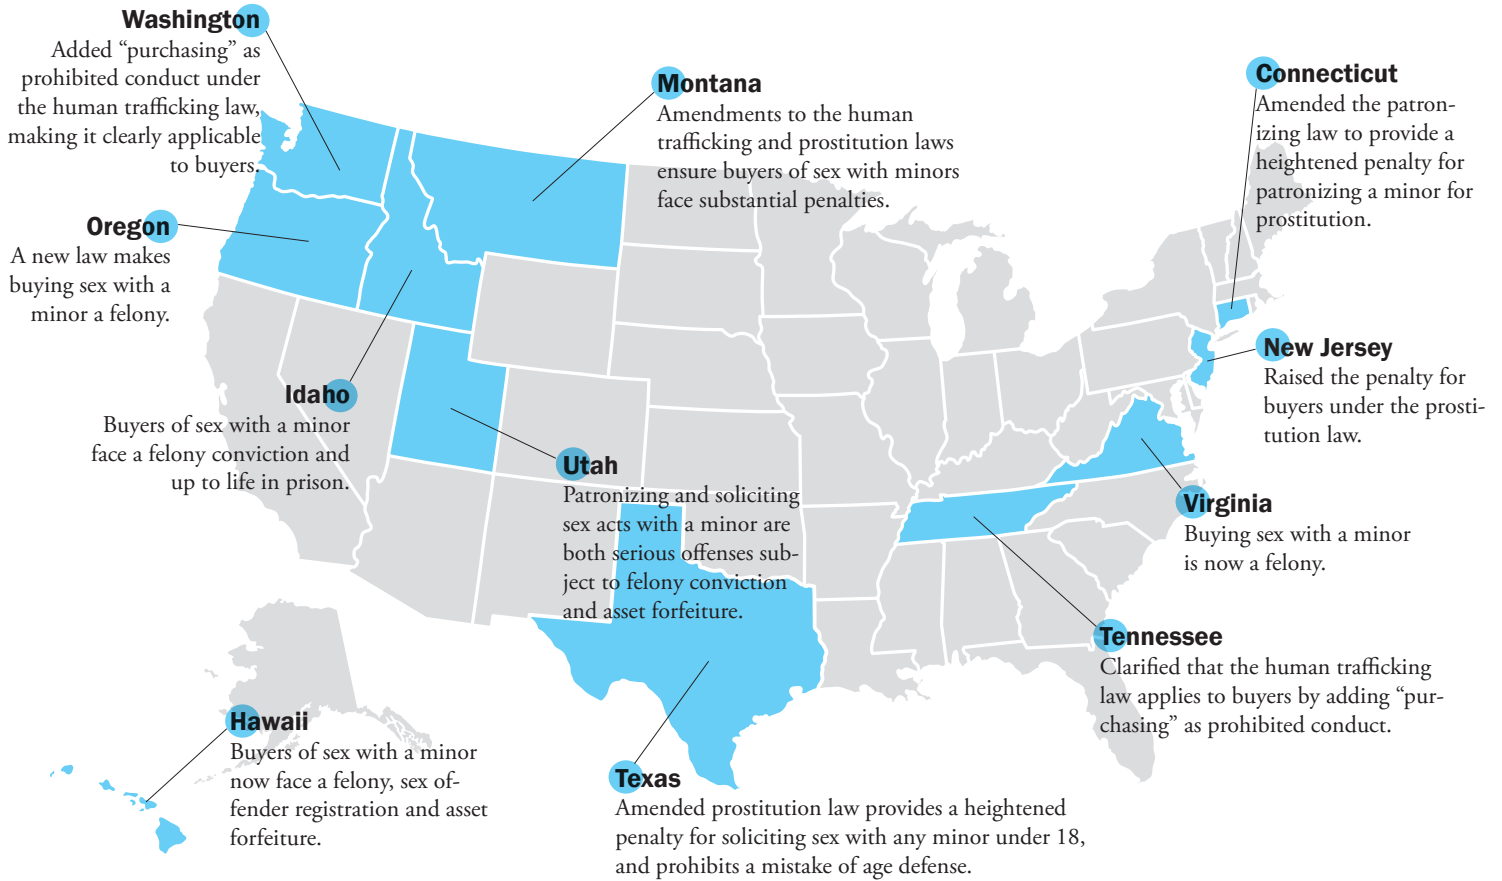 Washington
Added “purchasing” as
prohibited conduct under
the human trafficking law,
making it clearly applicable
to buyers.
Oregon
A new law makes
buying sex with a
minor a felony.
Idaho
Buyers of sex with a minor
face a felony conviction and
up to life in prison.
Montana
Amendments to the human
trafficking and prostitution laws
ensure buyers of sex with minors
face substantial penalties.
Utah
Patronizing and soliciting
sex acts with a minor are
both serious offenses sub-
ject to felony conviction
and asset forfeiture.
Connecticut
Amended the patron-
izing law to provide a
heightened penalty for
patronizing a minor for
prostitution.
New Jersey
Raised the penalty for
buyers under the prosti-
tution law.
Virginia
Buying sex with a minor
is now a felony.
Tennessee
Clarified that the human trafficking
law applies to buyers by adding “pur-
chasing” as prohibited conduct.
Hawaii
Buyers of sex with a minor
now face a felony, sex of-
fender registration and asset
forfeiture.
Texas
Amended prostitution law provides a heightened
penalty for soliciting sex with any minor under 18,
and prohibits a mistake of age defense.